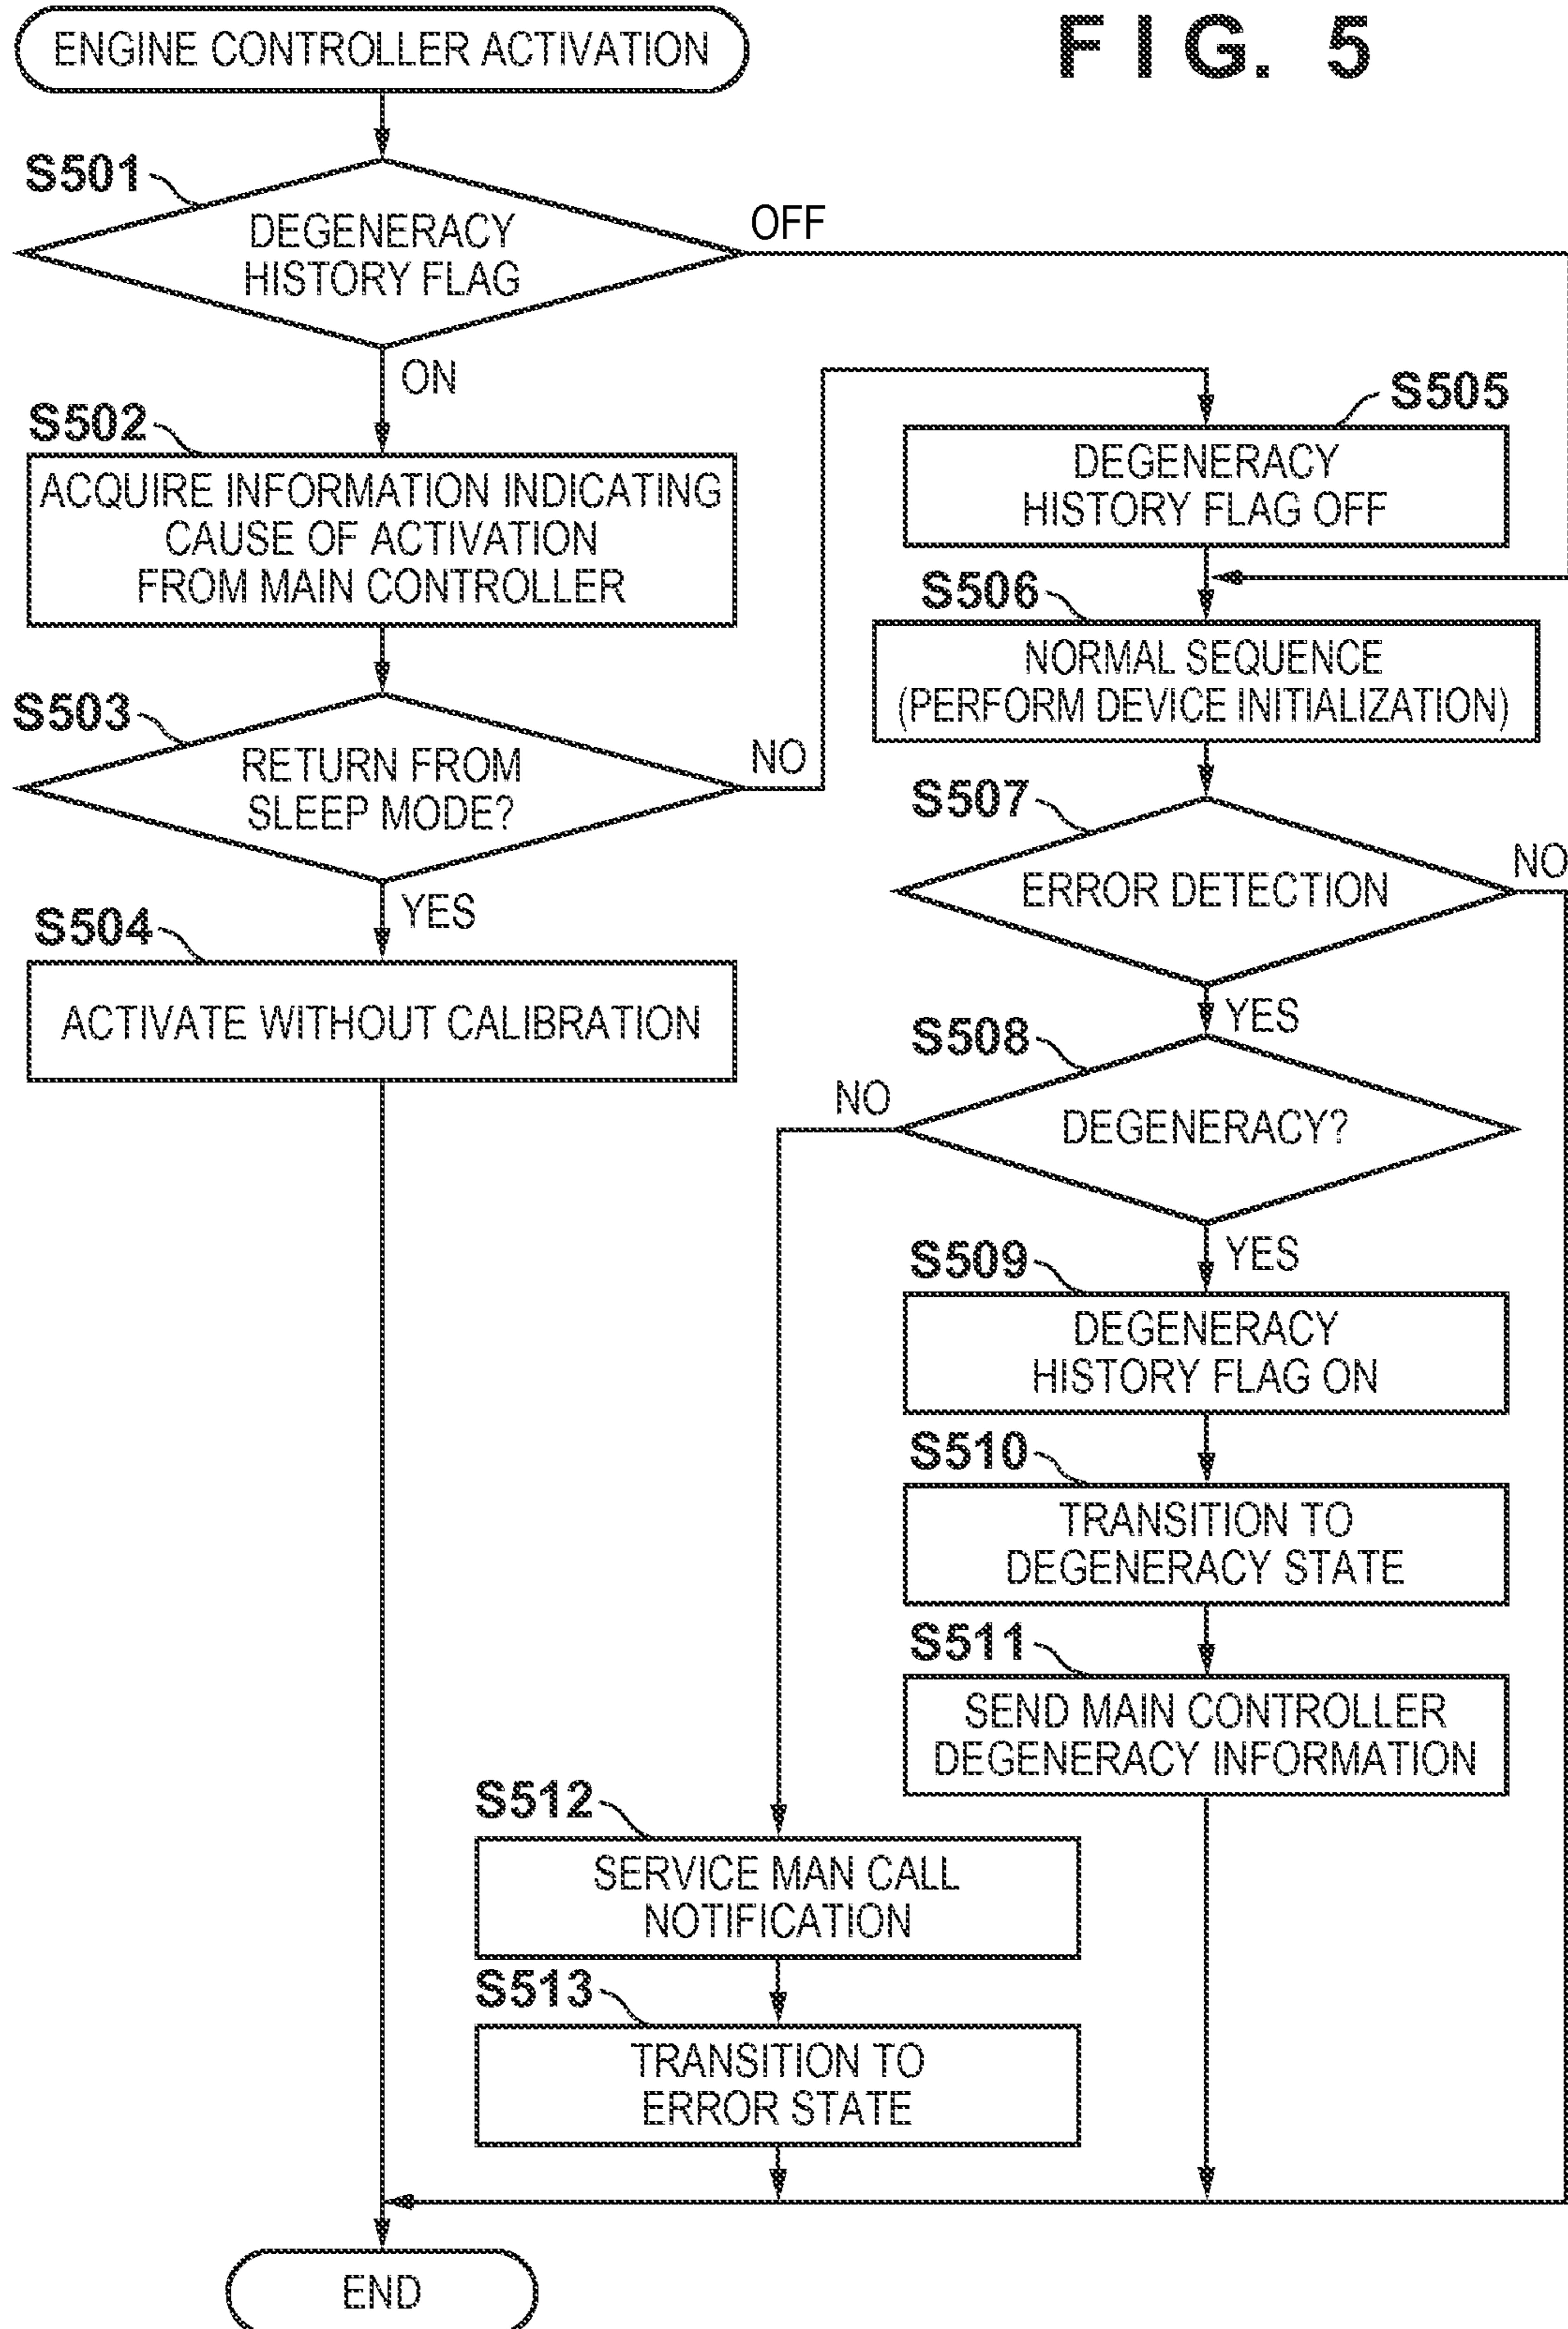 FIG. 5
ENGINE CONTROLLER ACTIVATION
S501
DEGENERACY
HISTORY FLAG
OFF
ON
S502
ACQUIRE INFORMATION INDICATING
CAUSE OF ACTIVATION
FROM MAIN CONTROLLER
S503
RETURN FROM
SLEEP MODE?
NO
YES
S504
ACTIVATE WITHOUT CALIBRATION
S505
DEGENERACY
HISTORY FLAG OFF
S506
NORMAL SEQUENCE
(PERFORM DEVICE INITIALIZATION)
S507
ERROR DETECTION
NO
YES
S508
DEGENERACY?
NO
YES
S509
DEGENERACY
HISTORY FLAG ON
S510
TRANSITION TO
DEGENERACY STATE
S511
SEND MAIN CONTROLLER
DEGENERACY INFORMATION
S512
SERVICE MAN CALL
NOTIFICATION
S513
TRANSITION TO
ERROR STATE
END